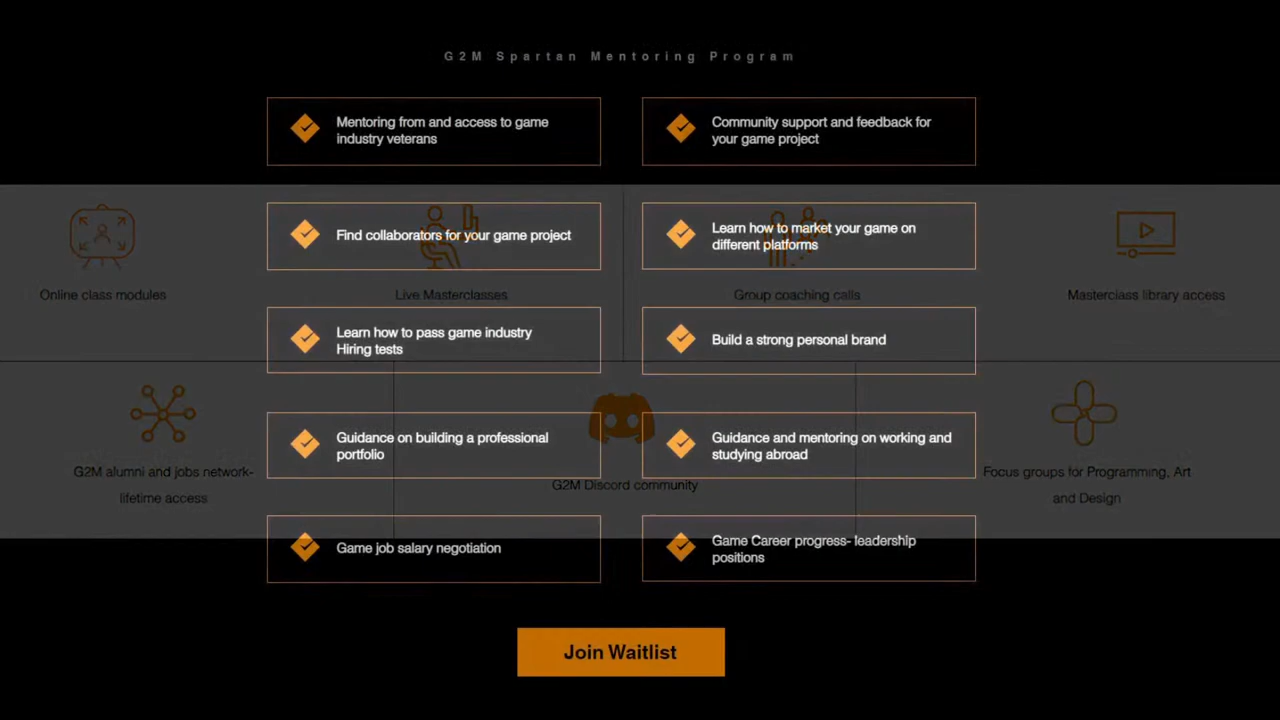 G2M Spartan Mentoring Program
Mentoring from and access to game
industry veterans
Community support and feedback for
your game project
Find collaborators for your game project
Learn how to market your game on
different platforms
Online class modules
Live Masterclasses
Group coaching calls
Masterclass library access
Learn how to pass game industry
Hiring tests
Build a strong personal brand
Guidance on building a professional
portfolio
Guidance and mentoring on working and
studying abroad
G2M alumni and jobs network-
lifetime access
G2M Discord community
Focus groups for Programming, Art
and Design
Game job salary negotiation
Game Career progress- leadership
positions
Join Waitlist